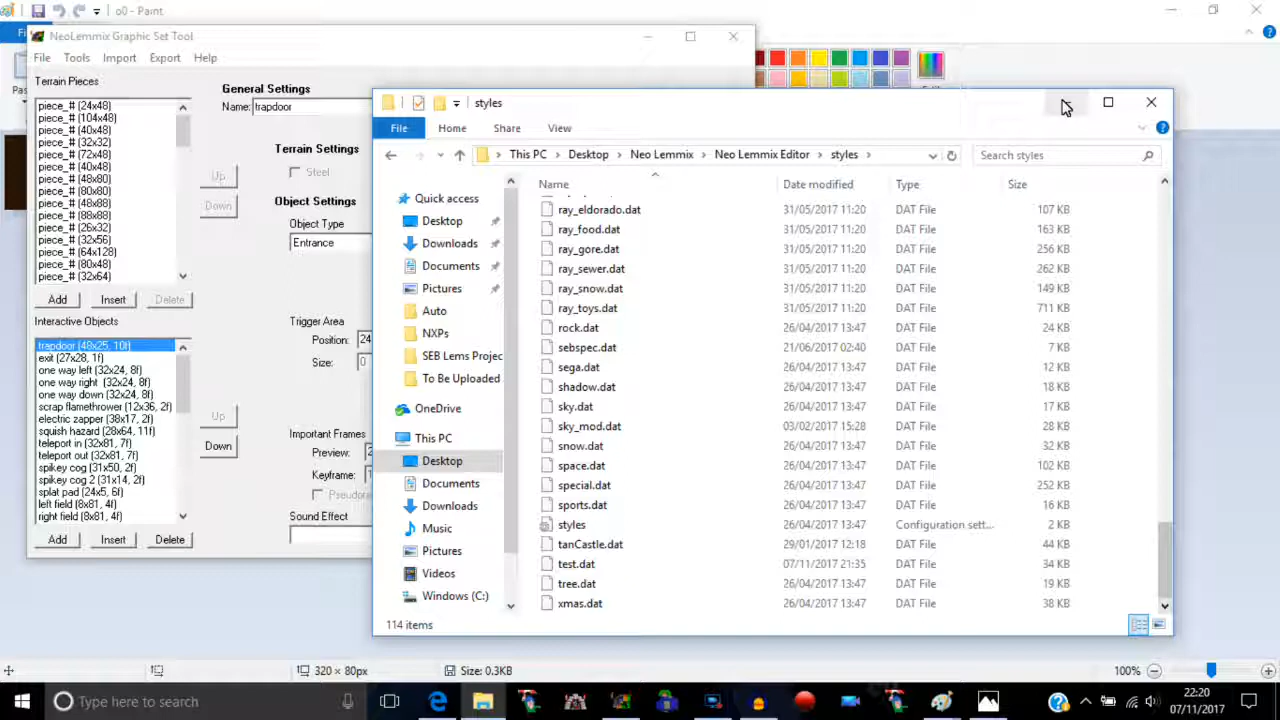 o0 - Paint
NeoLemmix Graphic Set Tool
File Tools Import Export Help
Terrain Pieces
piece_# (24x48)
piece_# (104x48)
piece_# (40x48)
piece_# (32x32)
piece_# (72x48)
piece_# (40x48)
piece_# (48x80)
piece_# (80x80)
piece_# (48x88)
piece_# (88x88)
piece_# (26x32)
piece_# (32x56)
piece_# (64x128)
piece_# (80x48)
piece_# (32x64)
Add Insert Delete
Up
Down
General Settings
Name: trapdoor
Terrain Settings
Steel
Object Settings
Object Type
Entrance
Interactive Objects
trapdoor (48x25, 10f)
exit (27x28, 1f)
one way left (32x24, 8f)
one way right (32x24, 8f)
one way down (32x24, 8f)
scrap flamethrower (12x36, 2f)
electric zapper (38x17, 2f)
squish hazard (28x64, 11f)
teleport in (32x81, 7f)
teleport out (32x81, 7f)
spikey cog (31x50, 2f)
spikey cog 2 (31x14, 2f)
splat pad (24x5, 6f)
left field (8x81, 4f)
right field (8x81, 4f)
Add Insert Delete
Up
Down
Trigger Area
Position: 24
Size: 0
Important Frames
Preview: 2
Keyframe: 1
Sound Effect
styles
File Home Share View
This PC Desktop Neo Lemmix Neo Lemmix Editor styles
Search styles
Quick access
Desktop
Downloads
Documents
Pictures
Auto
NXPs
SEB Lems Projec
To Be Uploaded
OneDrive
This PC
Desktop
Documents
Downloads
Music
Pictures
Videos
Windows (C:)
Name Date modified Type Size
ray_eldorado.dat 31/05/2017 11:20 DAT File 107 KB
ray_food.dat 31/05/2017 11:20 DAT File 163 KB
ray_gore.dat 31/05/2017 11:20 DAT File 256 KB
ray_sewer.dat 31/05/2017 11:20 DAT File 262 KB
ray_snow.dat 31/05/2017 11:20 DAT File 149 KB
ray_toys.dat 31/05/2017 11:20 DAT File 711 KB
rock.dat 26/04/2017 13:47 DAT File 24 KB
sebspec.dat 21/06/2017 02:40 DAT File 7 KB
sega.dat 26/04/2017 13:47 DAT File 12 KB
shadow.dat 26/04/2017 13:47 DAT File 18 KB
sky.dat 26/04/2017 13:47 DAT File 17 KB
sky_mod.dat 03/02/2017 15:28 DAT File 8 KB
snow.dat 26/04/2017 13:47 DAT File 32 KB
space.dat 26/04/2017 13:47 DAT File 102 KB
special.dat 26/04/2017 13:47 DAT File 252 KB
sports.dat 26/04/2017 13:47 DAT File 16 KB
styles 26/04/2017 13:47 Configuration sett... 2 KB
tanCastle.dat 29/01/2017 12:18 DAT File 44 KB
test.dat 07/11/2017 21:35 DAT File 34 KB
tree.dat 26/04/2017 13:47 DAT File 19 KB
xmas.dat 26/04/2017 13:47 DAT File 38 KB
114 items
320 × 80px
Size: 0.3KB
100%
Type here to search
22:20
07/11/2017